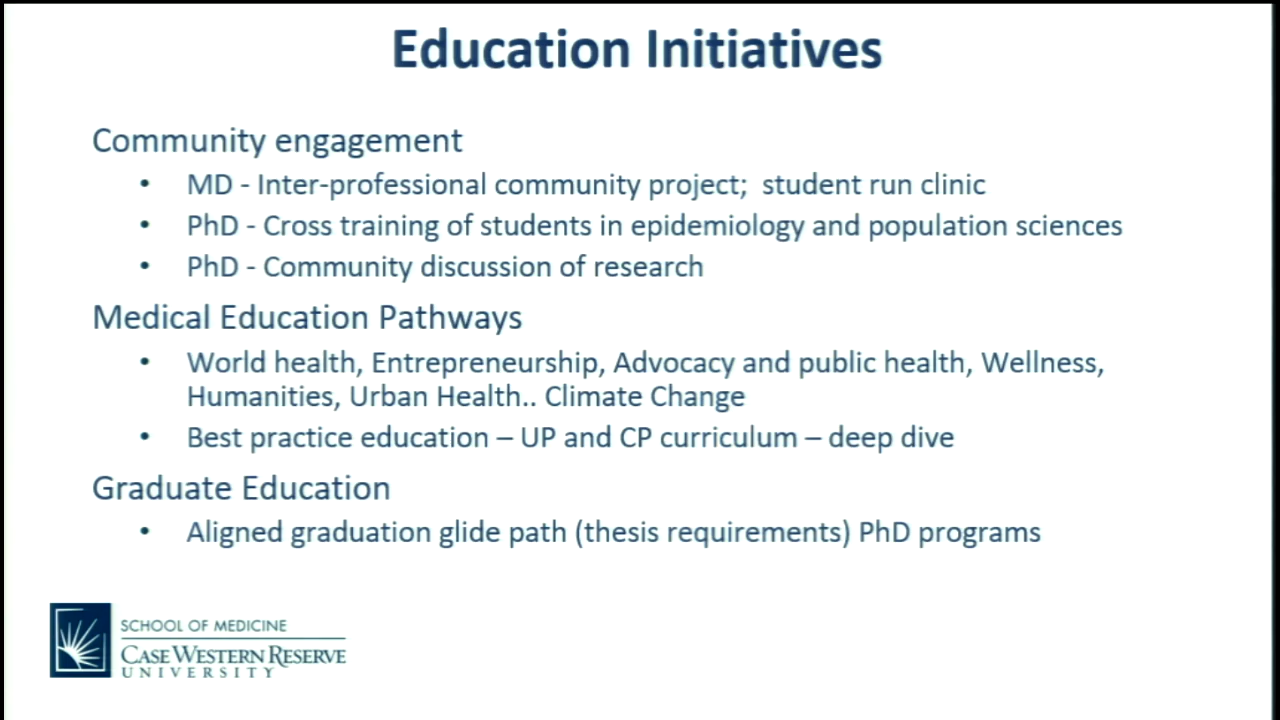 Education Initiatives
Community engagement
• MD - Inter-professional community project;  student run clinic
• PhD - Cross training of students in epidemiology and population sciences
• PhD - Community discussion of research
Medical Education Pathways
• World health, Entrepreneurship, Advocacy and public health, Wellness,
Humanities, Urban Health.. Climate Change
• Best practice education – UP and CP curriculum – deep dive
Graduate Education
• Aligned graduation glide path (thesis requirements) PhD programs
SCHOOL OF MEDICINE
CASE WESTERN RESERVE
UNIVERSITY